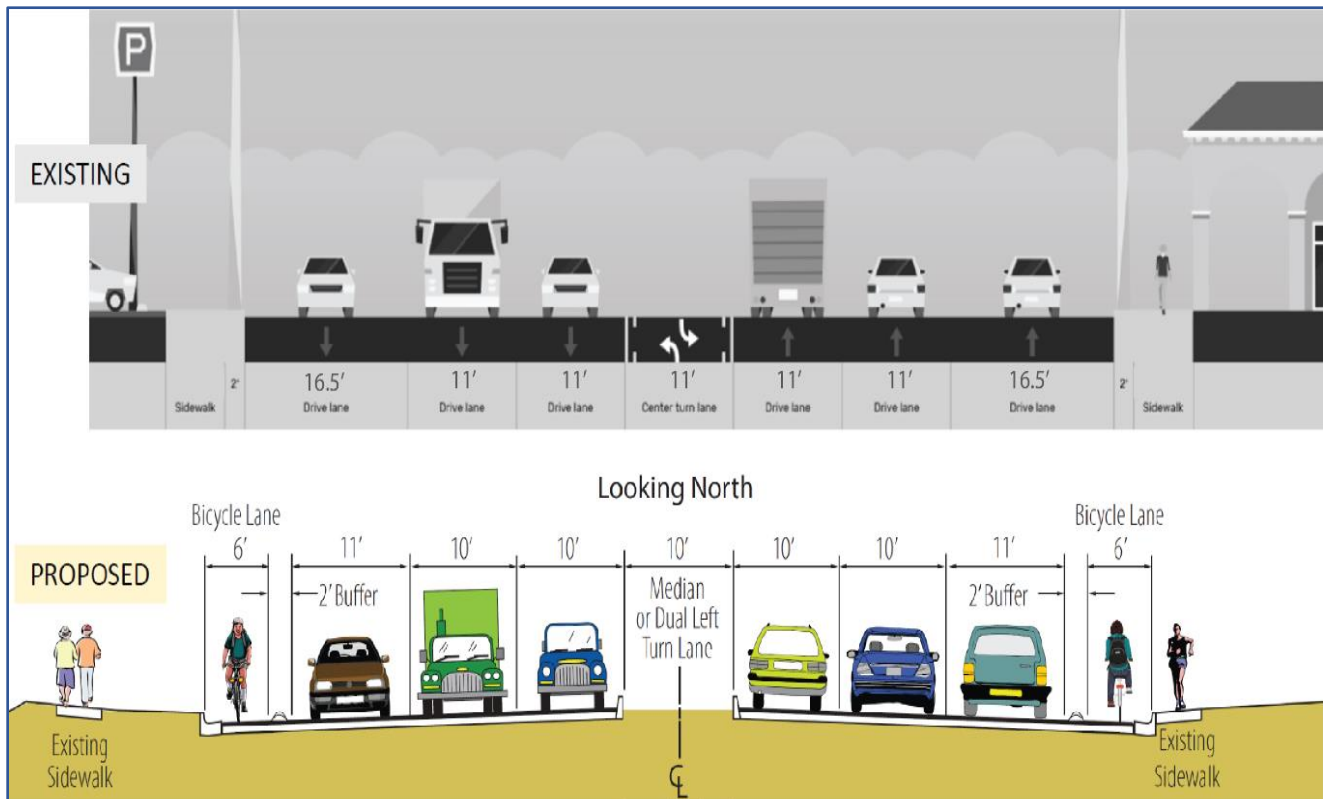 P
EXISTING
2' 16.5' 11' 11' 11' 11' 11' 16.5' 2'
Sidewalk Drive lane Drive lane Drive lane Center turn lane Drive lane Drive lane Drive lane Sidewalk
Looking North
Bicycle Lane Bicycle Lane
6' 11' 10' 10' 10' 10' 10' 11' 6'
PROPOSED
2' Buffer Median 2' Buffer
or Dual Left
Turn Lane
Existing Existing
Sidewalk Sidewalk
CL